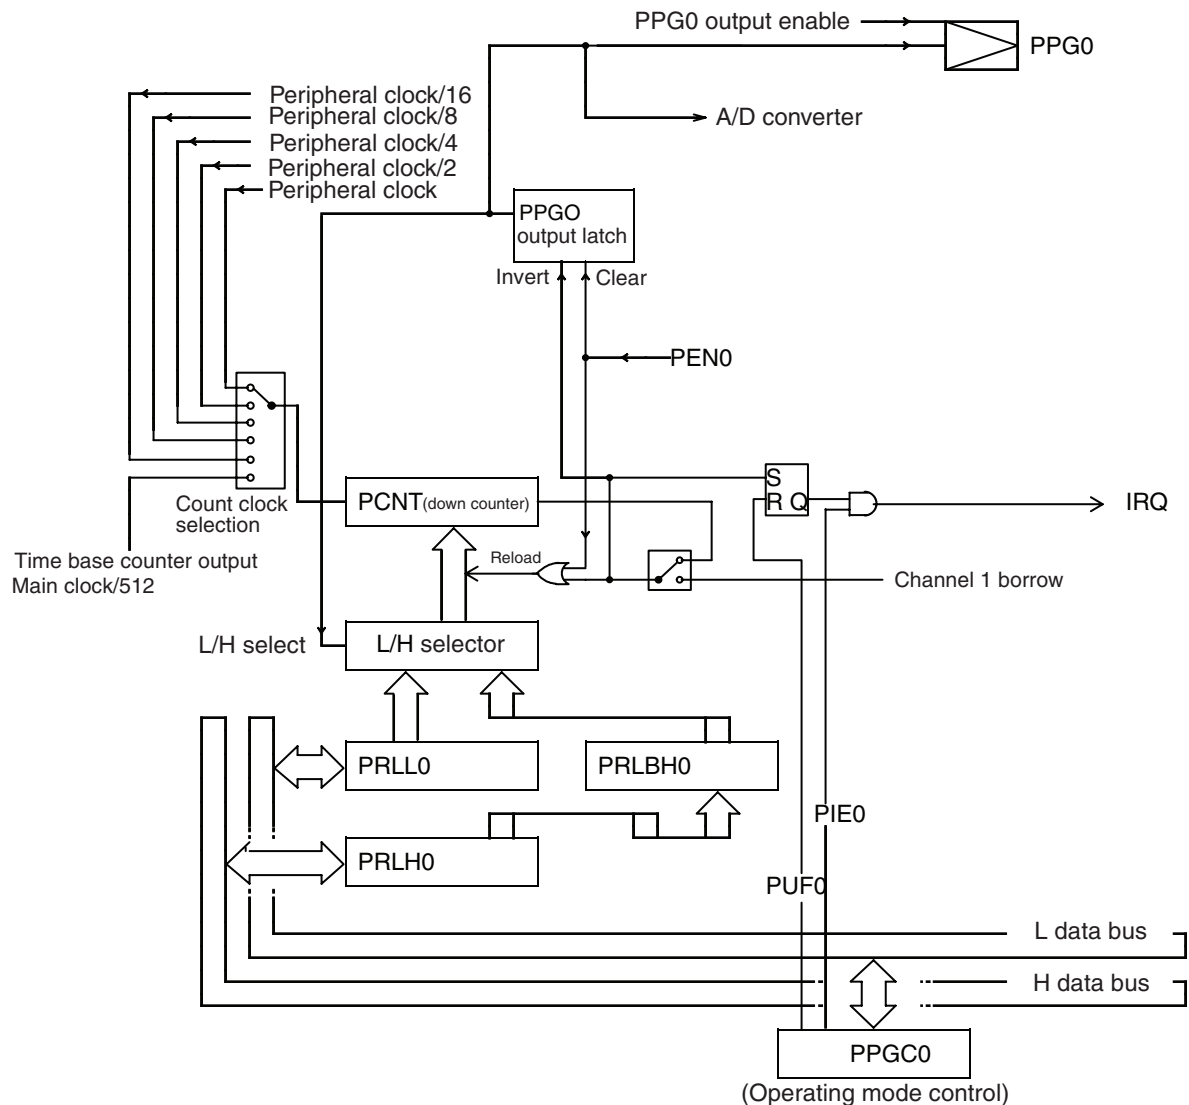 PPG0 output enable
PPG0
Peripheral clock/16
Peripheral clock/8
A/D converter
Peripheral clock/4
Peripheral clock/2
Peripheral clock
PPGO
output latch
Invert
Clear
PEN0
Count clock
selection
PCNT(down counter)
S
R Q
IRQ
Time base counter output
Main clock/512
Reload
Channel 1 borrow
L/H select
L/H selector
PRLL0
PRLBH0
PIE0
PRLH0
PUF0
L data bus
H data bus
PPGC0
(Operating mode control)